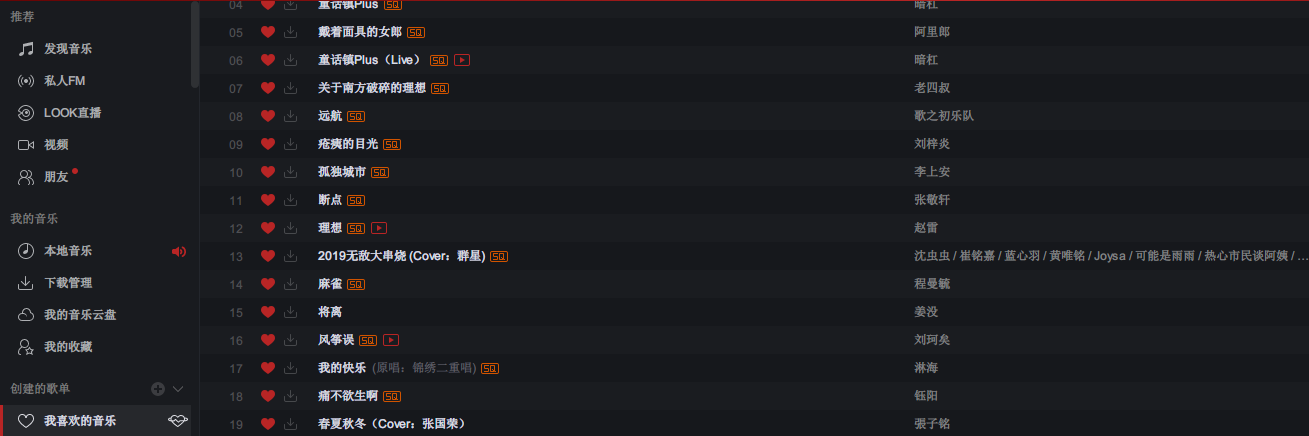 推荐
发现音乐
私人FM
LOOK直播
视频
朋友
我的音乐
本地音乐
下载管理
我的音乐云盘
我的收藏
创建的歌单
我喜欢的音乐
04 童话镇Plus SQ 暗杠
05 戴着面具的女郎 SQ 阿里郎
06 童话镇Plus（Live） SQ 暗杠
07 关于南方破碎的理想 SQ 老四叔
08 远航 SQ 歌之初乐队
09 疮痍的目光 SQ 刘梓炎
10 孤独城市 SQ 李上安
11 断点 SQ 张敬轩
12 理想 SQ 赵雷
13 2019无敌大串烧 (Cover：群星) SQ 沈虫虫 / 崔铭嘉 / 蓝心羽 / 黄唯铭 / Joysa / 可能是雨雨 / 热心市民谈阿姨 / ...
14 麻雀 SQ 程曼毓
15 将离 姜没
16 风筝误 SQ 刘珂矣
17 我的快乐 (原唱：锦绣二重唱) SQ 淋海
18 痛不欲生啊 SQ 钰阳
19 春夏秋冬（Cover：张国荣） 張子铭